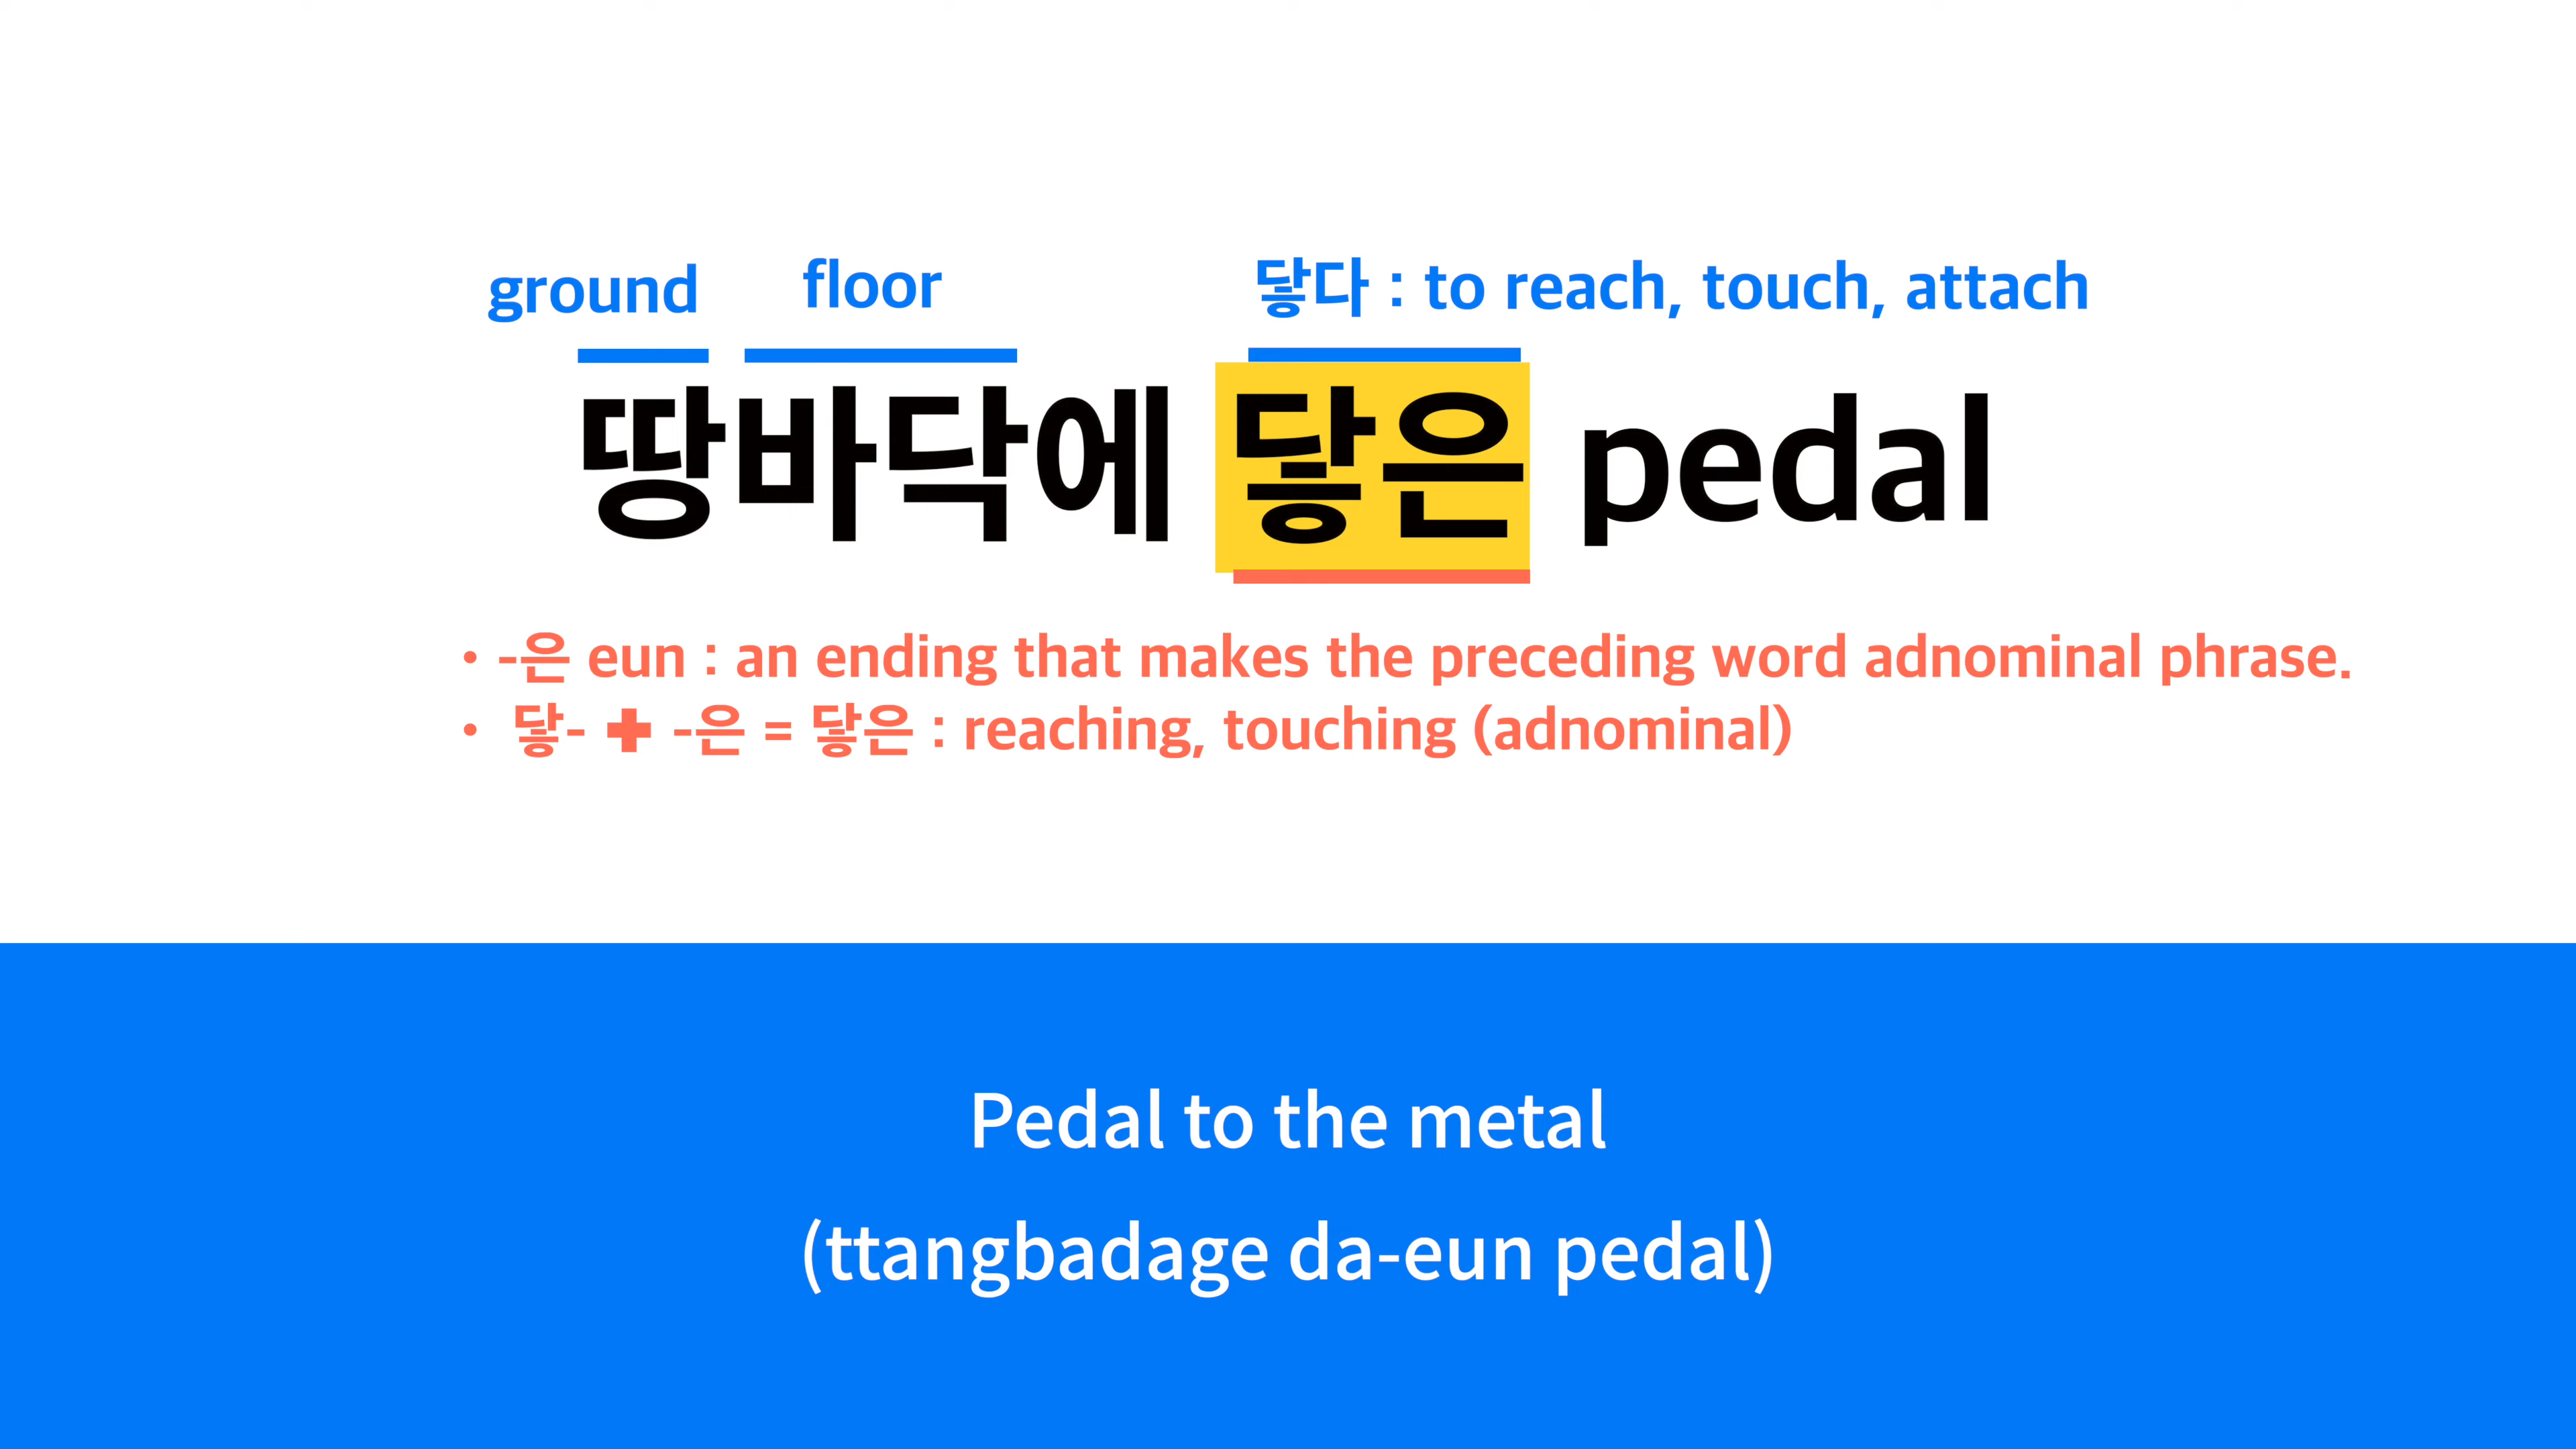 ground floor 닿다 : to reach, touch, attach
땅바닥에 닿은 pedal
• -은 eun : an ending that makes the preceding word adnominal phrase.
• 닿- + -은 = 닿은 : reaching, touching (adnominal)
Pedal to the metal
(ttangbadage da-eun pedal)